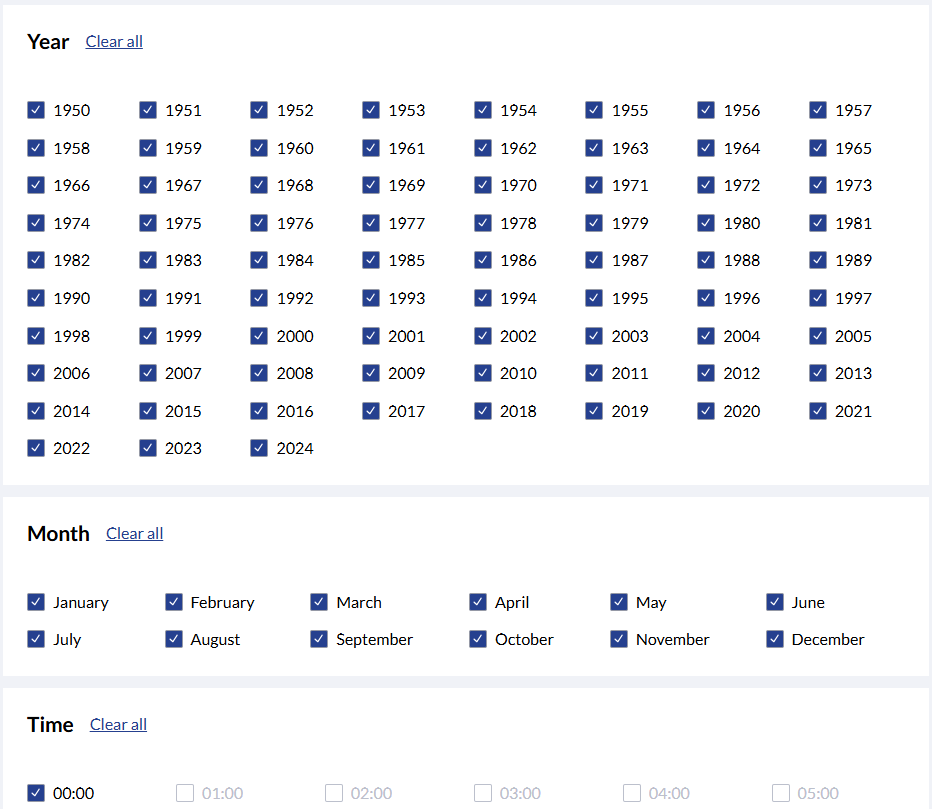 Year Clear all
1950 1951 1952 1953 1954 1955 1956 1957
1958 1959 1960 1961 1962 1963 1964 1965
1966 1967 1968 1969 1970 1971 1972 1973
1974 1975 1976 1977 1978 1979 1980 1981
1982 1983 1984 1985 1986 1987 1988 1989
1990 1991 1992 1993 1994 1995 1996 1997
1998 1999 2000 2001 2002 2003 2004 2005
2006 2007 2008 2009 2010 2011 2012 2013
2014 2015 2016 2017 2018 2019 2020 2021
2022 2023 2024
Month Clear all
January February March April May June
July August September October November December
Time Clear all
00:00 01:00 02:00 03:00 04:00 05:00